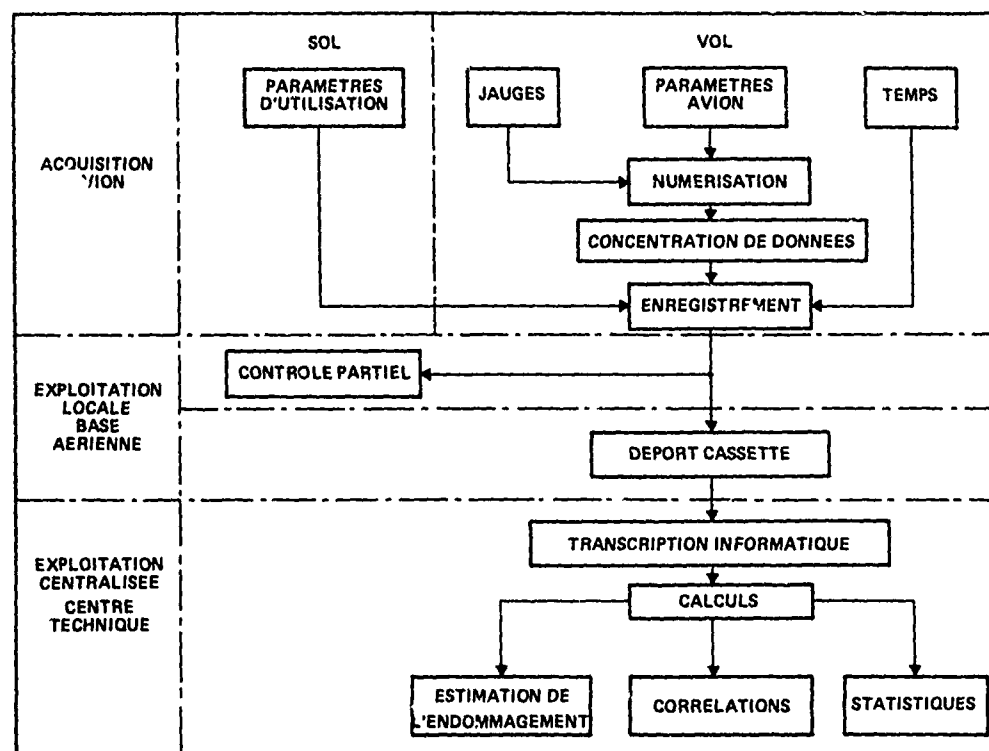 SOL
VOL
PARAMETRES
D'UTILISATION
JAUGES
PARAMETRES
AVION
TEMPS
ACQUISITION
NUMERISATION
CONCENTRATION DE DONNEES
ENREGISTREMENT
CONTROLE PARTIEL
EXPLOITATION
LOCALE
BASE
AERIENNE
DEPORT CASSETTE
TRANSCRIPTION INFORMATIQUE
EXPLOITATION
CENTRALISEE
CENTRE
TECHNIQUE
CALCULS
ESTIMATION DE
L'ENDOMMAGEMENT
CORRELATIONS
STATISTIQUES